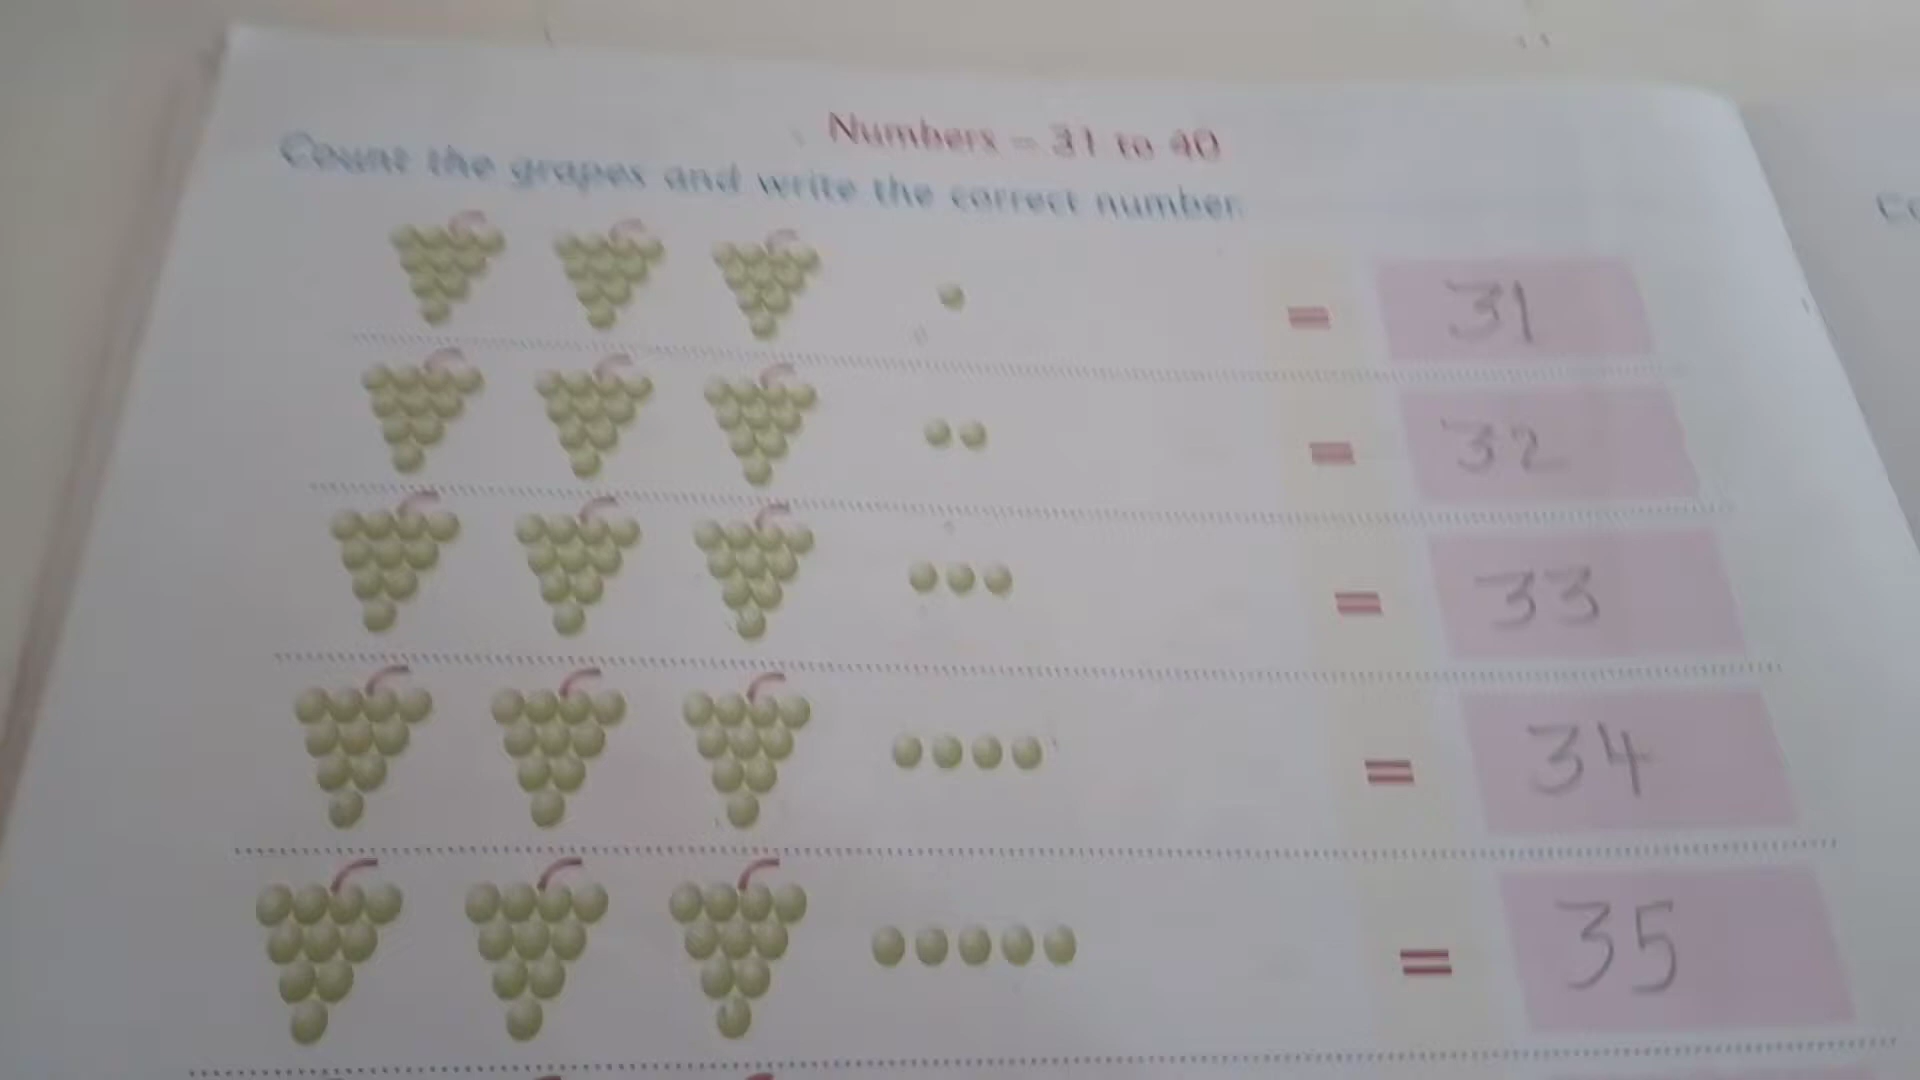 Numbers - 31 to 40
Count the grapes and write the correct number.
= 31
= 32
= 33
= 34
= 35